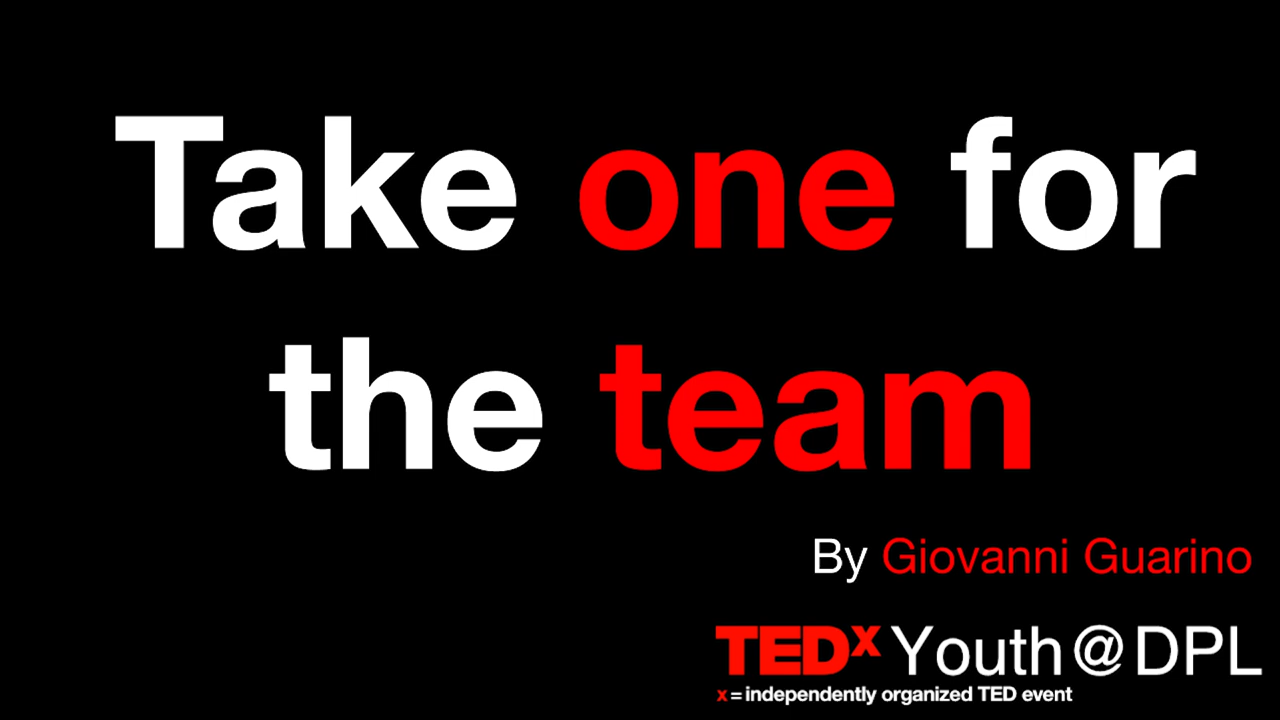 Take one for
the team
By Giovanni Guarino
TEDx Youth@DPL
x = independently organized TED event